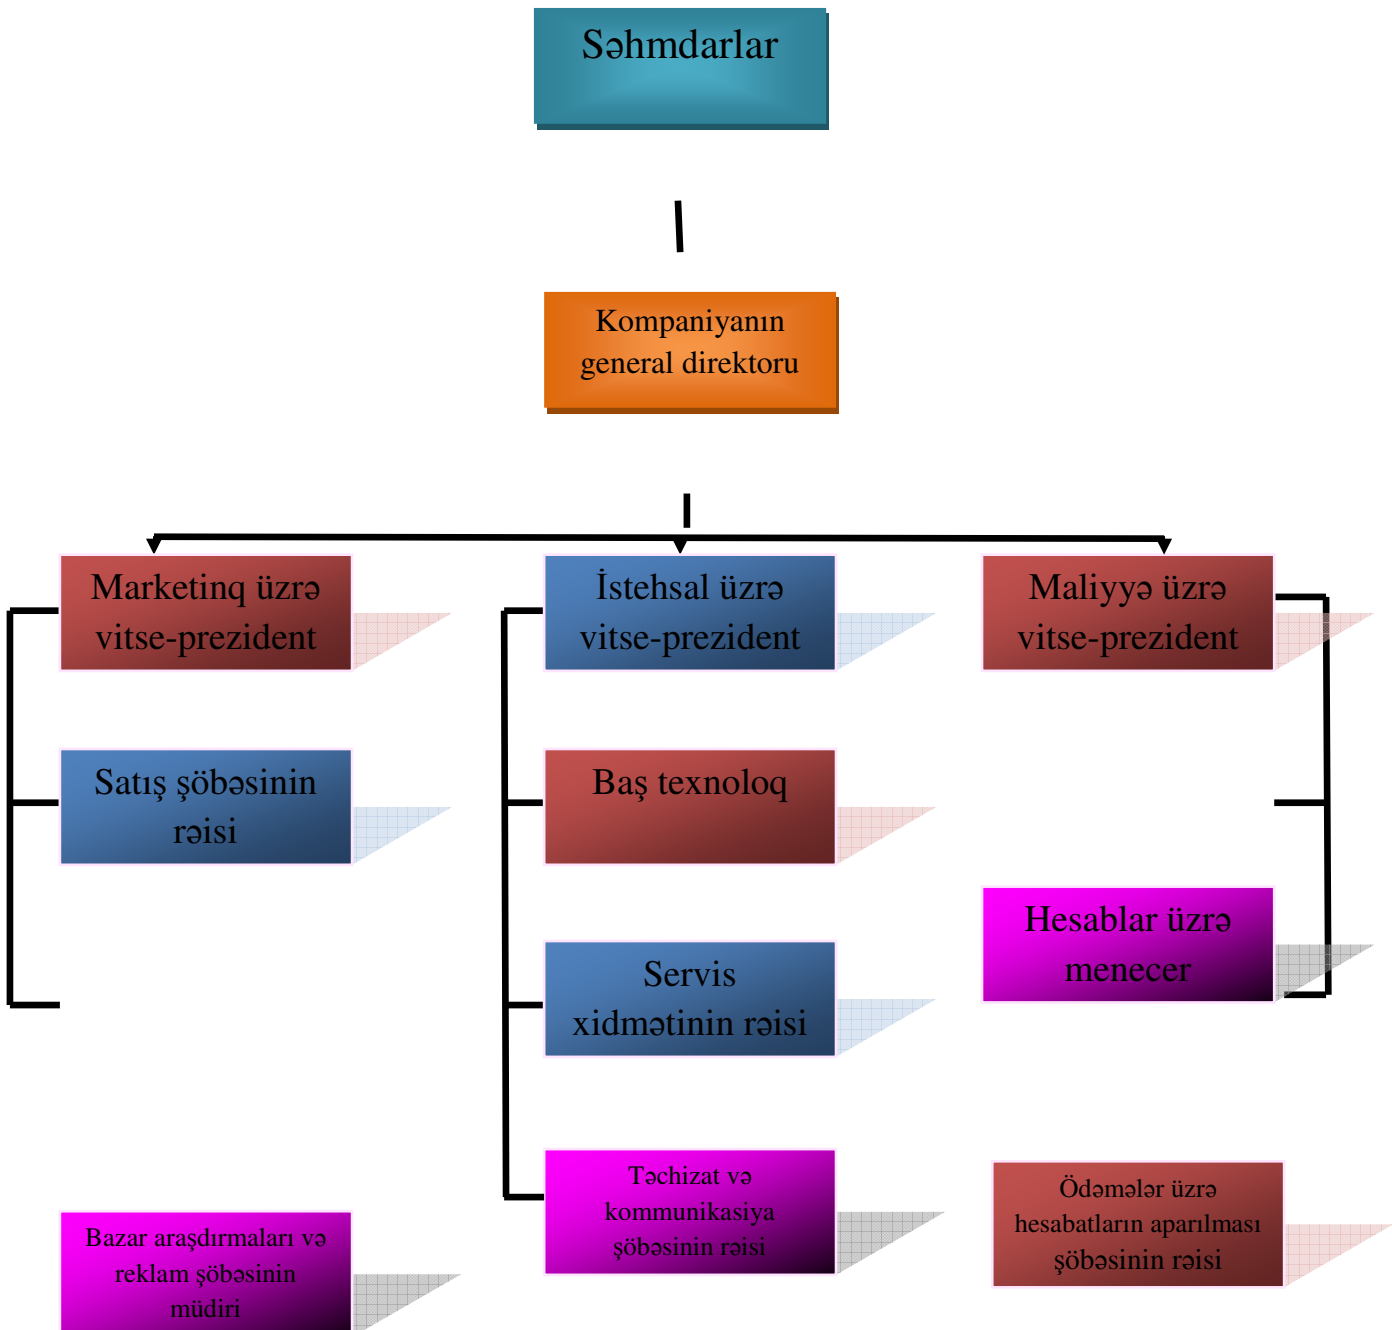 Səhmdarlar
Kompaniyanın
general direktoru
Marketinq üzrə
vitse-prezident
İstehsal üzrə
vitse-prezident
Maliyyə üzrə
vitse-prezident
Satış şöbəsinin
rəisi
Baş texnoloq
Hesablar üzrə
menecer
Servis
xidmətinin rəisi
Təchizat və
kommunikasiya
şöbəsinin rəisi
Ödəmələr üzrə
hesabatların aparılması
şöbəsinin rəisi
Bazar araşdırmaları və
reklam şöbəsinin
müdiri